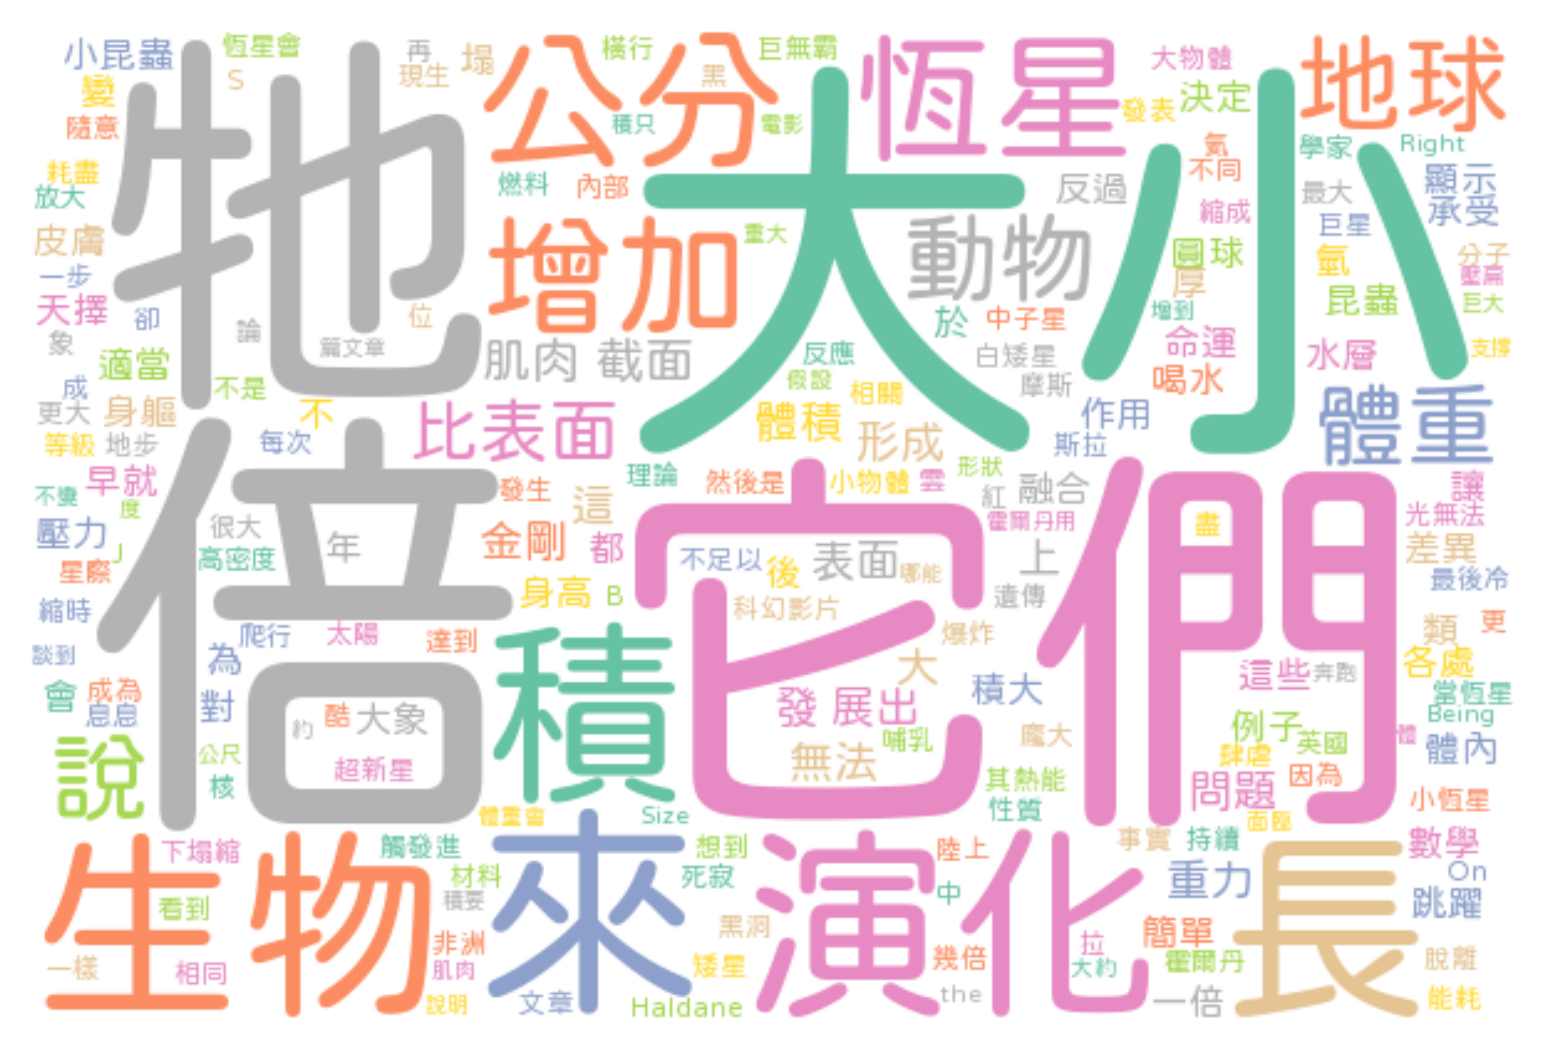 小昆蟲
恆星會
再
塌
公分
橫行
黑
巨無霸
恆星
大物體
地球
變
S
現生
積只
電影
發表
決定
隨意
牠
大小
氦
不同
學家
Right
耗盡
放大
燃料
內部
反過
縮成
最大
顯示
承受
皮膚
增加
重大
動物
圓球
厚
巨星
氫
分子
壓扁
一步
天擇
卻
位
論
於
中子星
增到
昆蟲
巨大
象
篇文章
肌肉
截面
反應
白矮星
命運
水層
支撐
適當
成
不是
假設
摩斯
喝水
更大
身軀
不
比表面
體積
相關
作用
體重
等級
地步
每次
形成
斯拉
早就
倍
發生
理論
然後是
小物體
雲
形狀
紅
融合
讓
不變
度
很大
這
霍爾丹用
盡
光無法
壓力
J
高密度
年
金剛
都
它們
不足以
後
表面
哪能
上
差異
星際
身高
B
科幻影片
遺傳
最後冷
縮時
爬行
太陽
達到
積
爆炸
類
更
談到
為
大
這些
奔跑
各處
會
成為
息息
對
約
酷
大象
發
展出
積大
當恆星
Being
說
公尺
超新星
無法
哺乳
龐大
例子
英國
肆虐
體
體內
核
體重會
Size
其熱能
性質
問題
因為
小恆星
面臨
生物
下塌縮
觸發進
來
想到
演化
陸上
事實
持續
長
數學
看到
材料
積要
死寂
中
重力
On
跳躍
一樣
相同
非洲
肌肉
黑洞
矮星
幾倍
拉
大約
簡單
霍爾丹
脫離
說明
文章
Haldane
the
一倍
能耗